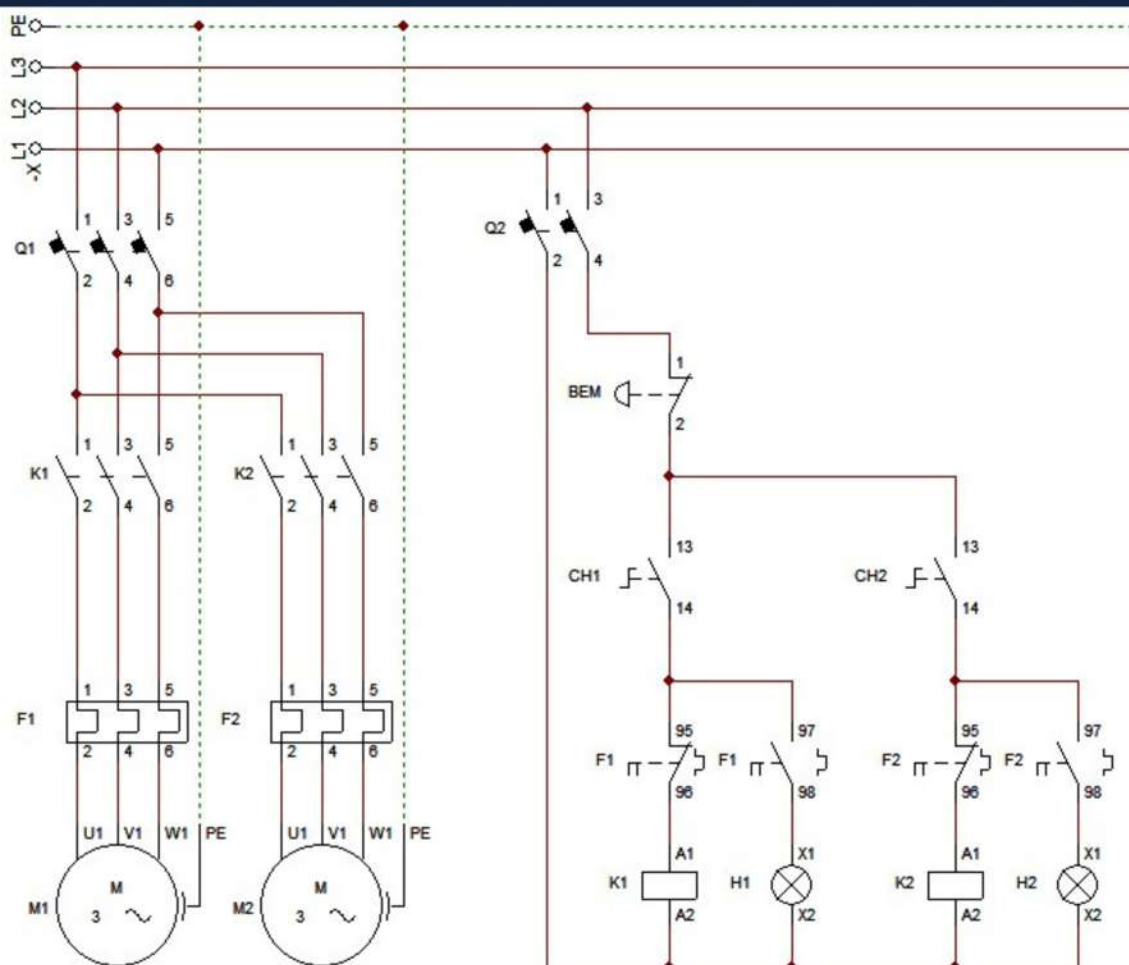 PE
L3
L2
L1
-X
1 3 5
Q1
2 4 6
1 3
Q2
2 4
1
BEM
2
1 3 5
K1
2 4 6
1 3 5
K2
2 4 6
13
CH1
14
13
CH2
14
1 3 5
F1
2 4 6
1 3 5
F2
2 4 6
95
F1
96
97
F1
98
95
F2
96
97
F2
98
U1 V1 W1 PE
M
3
M1
U1 V1 W1 PE
M
3
M2
A1
K1
A2
X1
H1
X2
A1
K2
A2
X1
H2
X2